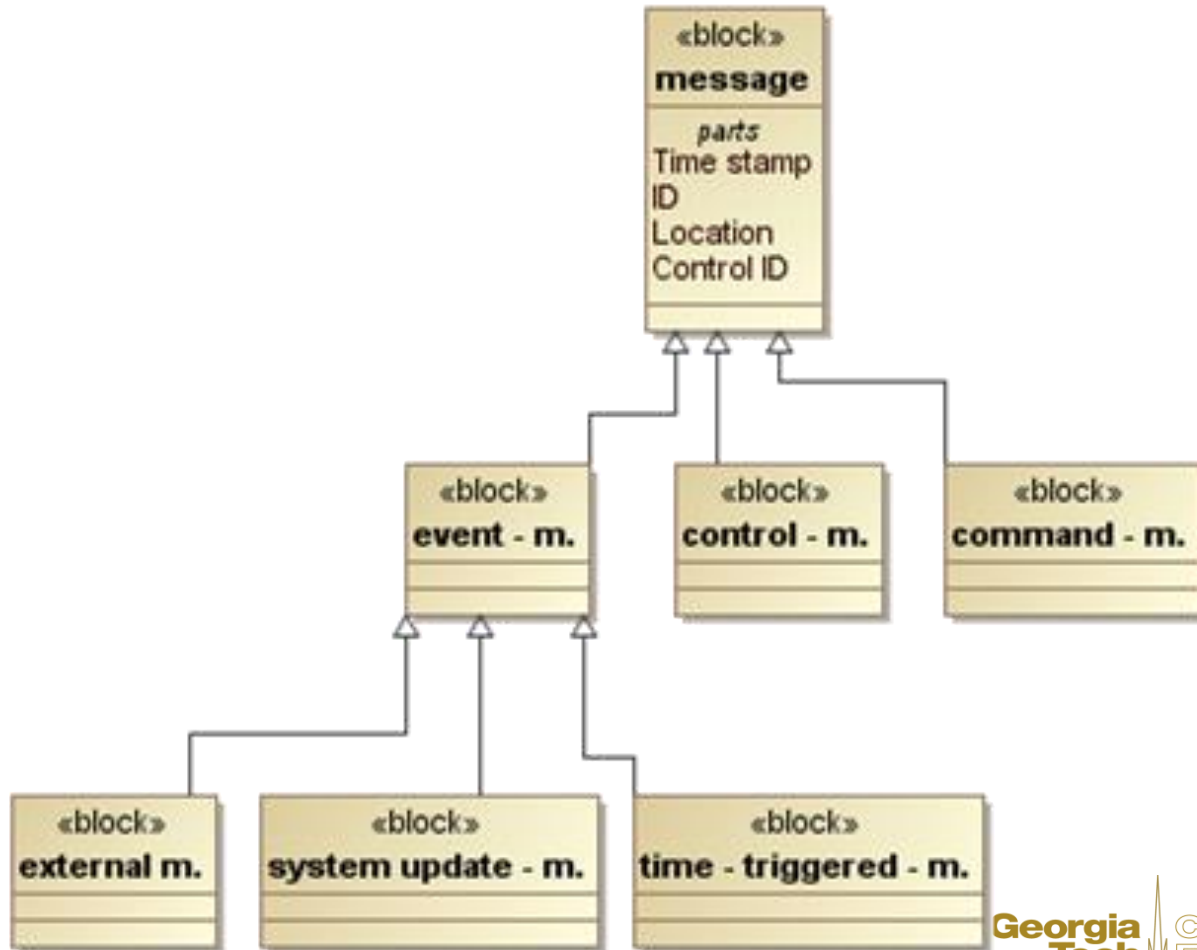 «block»
message
parts
Time stamp
ID
Location
Control ID
«block»
event - m.
«block»
control - m.
«block»
command - m.
«block»
external m.
«block»
system update - m.
«block»
time - triggered - m.
Georgia
Tech